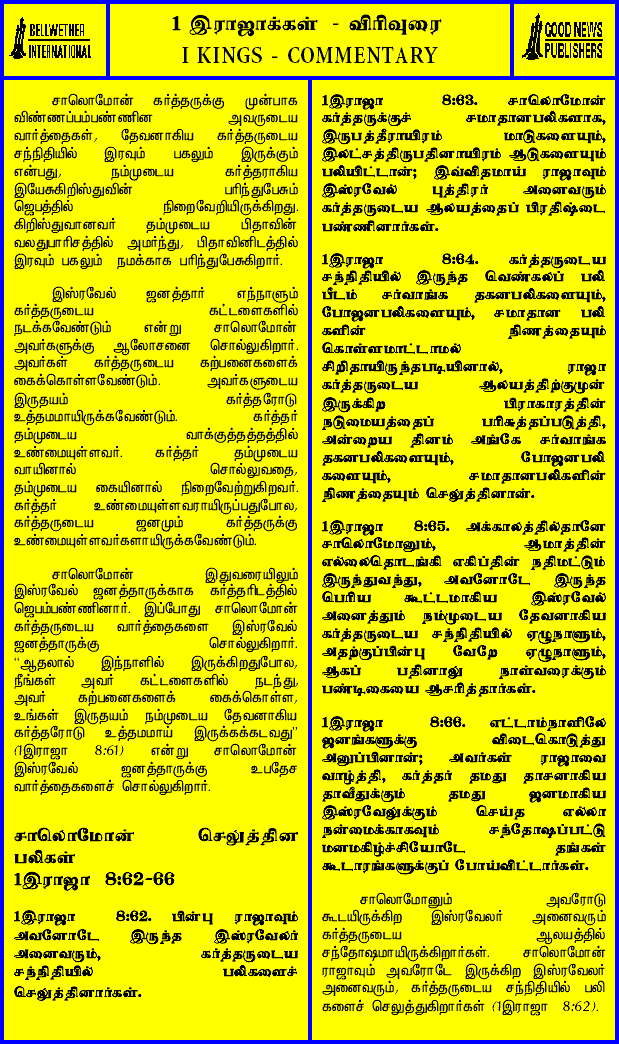 BELLWETHER
INTERNATIONAL
1 இராஜாக்கள் - விரிவுரை
I KINGS - COMMENTARY
GOOD NEWS
PUBLISHERS
சாலொமோன் கர்த்தருக்கு முன்பாக
விண்ணப்பம்பண்ணின அவருடைய
வார்த்தைகள், தேவனாகிய கர்த்தருடைய
சந்நிதியில் இரவும் பகலும் இருக்கும்
என்பது, நம்முடைய கர்த்தராகிய
இயேசுகிறிஸ்துவின் பரிந்துபேசும்
ஜெபத்தில் நிறைவேறியிருக்கிறது.
கிறிஸ்துவானவர் தம்முடைய பிதாவின்
வலதுபாரிசத்தில் அமர்ந்து, பிதாவினிடத்தில்
இரவும் பகலும் நமக்காக பரிந்துபேசுகிறார்.
இஸ்ரவேல் ஜனத்தார் எந்நாளும்
கர்த்தருடைய கட்டளைகளில்
நடக்கவேண்டும் என்று சாலொமோன்
அவர்களுக்கு ஆலோசனை சொல்லுகிறார்.
அவர்கள் கர்த்தருடைய கற்பனைகளைக்
கைக்கொள்ளவேண்டும். அவர்களுடைய
இருதயம் கர்த்தரோடு
உத்தமமாயிருக்கவேண்டும். கர்த்தர்
தம்முடைய வாக்குத்தத்தத்தில்
உண்மையுள்ளவர். கர்த்தர் தம்முடைய
வாயினால் சொல்லுவதை,
தம்முடைய கையினால் நிறைவேற்றுகிறவர்.
கர்த்தர் உண்மையுள்ளவராயிருப்பதுபோல,
கர்த்தருடைய ஜனமும் கர்த்தருக்கு
உண்மையுள்ளவர்களாயிருக்கவேண்டும்.
சாலொமோன் இதுவரையிலும்
இஸ்ரவேல் ஜனத்தாருக்காக கர்த்தரிடத்தில்
ஜெபம்பண்ணினார். இப்போது சாலொமோன்
கர்த்தருடைய வார்த்தைகளை இஸ்ரவேல்
ஜனத்தாருக்கு சொல்லுகிறார்.
“ஆதலால் இந்நாளில் இருக்கிறதுபோல,
நீங்கள் அவர் கட்டளைகளில் நடந்து,
அவர் கற்பனைகளைக் கைக்கொள்ள,
உங்கள் இருதயம் நம்முடைய தேவனாகிய
கர்த்தரோடு உத்தமமாய் இருக்கக்கடவது”
(1இராஜா 8:61) என்று சாலொமோன்
இஸ்ரவேல் ஜனத்தாருக்கு உபதேச
வார்த்தைகளைச் சொல்லுகிறார்.
சாலொமோன் செலுத்தின
பலிகள்
1இராஜா 8:62-66
1இராஜா 8:62. பின்பு ராஜாவும்
அவனோடே இருந்த இஸ்ரவேலர்
அனைவரும், கர்த்தருடைய
சந்நிதியில் பலிகளைச்
செலுத்தினார்கள்.
1இராஜா 8:63. சாலொமோன்
கர்த்தருக்குச் சமாதானபலிகளாக,
இருபத்தீராயிரம் மாடுகளையும்,
இலட்சத்திருபதினாயிரம் ஆடுகளையும்
பலியிட்டான்; இவ்விதமாய் ராஜாவும்
இஸ்ரவேல் புத்திரர் அனைவரும்
கர்த்தருடைய ஆலயத்தைப் பிரதிஷ்டை
பண்ணினார்கள்.
1இராஜா 8:64. கர்த்தருடைய
சந்நிதியில் இருந்த வெண்கலப் பலி
பீடம் சர்வாங்க தகனபலிகளையும்,
போஜனபலிகளையும், சமாதான பலி
களின் நிணத்தையும்
கொள்ளமாட்டாமல்
சிறிதாயிருந்தபடியினால், ராஜா
கர்த்தருடைய ஆலயத்திற்குமுன்
இருக்கிற பிராகாரத்தின்
நடுமையத்தைப் பரிசுத்தப்படுத்தி,
அன்றைய தினம் அங்கே சர்வாங்க
தகனபலிகளையும், போஜனபலி
களையும், சமாதானபலிகளின்
நிணத்தையும் செலுத்தினான்.
1இராஜா 8:65. அக்காலத்தில்தானே
சாலொமோனும், ஆமாத்தின்
எல்லைதொடங்கி எகிப்தின் நதிமட்டும்
இருந்துவந்து, அவனோடே இருந்த
பெரிய கூட்டமாகிய இஸ்ரவேல்
அனைத்தும் நம்முடைய தேவனாகிய
கர்த்தருடைய சந்நிதியில் ஏழுநாளும்,
அதற்குப்பின்பு வேறே ஏழுநாளும்,
ஆகப் பதினாலு நாள்வரைக்கும்
பண்டிகையை ஆசரித்தார்கள்.
1இராஜா 8:66. எட்டாம்நாளிலே
ஜனங்களுக்கு விடைகொடுத்து
அனுப்பினான்; அவர்கள் ராஜாவை
வாழ்த்தி, கர்த்தர் தமது தாசனாகிய
தாவீதுக்கும் தமது ஜனமாகிய
இஸ்ரவேலுக்கும் செய்த எல்லா
நன்மைக்காகவும் சந்தோஷப்பட்டு
மனமகிழ்ச்சியோடே தங்கள்
கூடாரங்களுக்குப் போய்விட்டார்கள்.
சாலொமோனும் அவரோடு
கூடயிருக்கிற இஸ்ரவேலர் அனைவரும்
கர்த்தருடைய ஆலயத்தில்
சந்தோஷமாயிருக்கிறார்கள். சாலொமோன்
ராஜாவும் அவரோடே இருக்கிற இஸ்ரவேலர்
அனைவரும், கர்த்தருடைய சந்நிதியில் பலி
களைச் செலுத்துகிறார்கள் (1இராஜா 8:62).